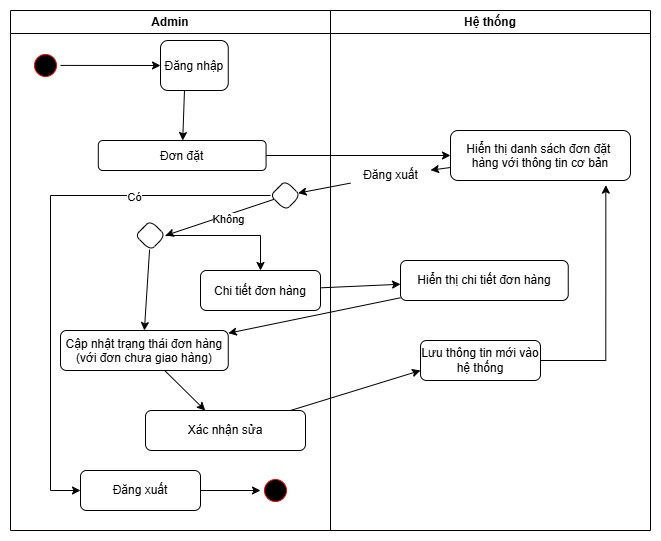 Admin
Hệ thống
Đăng nhập
Đơn đặt
Hiển thị danh sách đơn đặt
hàng với thông tin cơ bản
Đăng xuất
Có
Không
Chi tiết đơn hàng
Hiển thị chi tiết đơn hàng
Cập nhật trạng thái đơn hàng
(với đơn chưa giao hàng)
Lưu thông tin mới vào
hệ thống
Xác nhận sửa
Đăng xuất